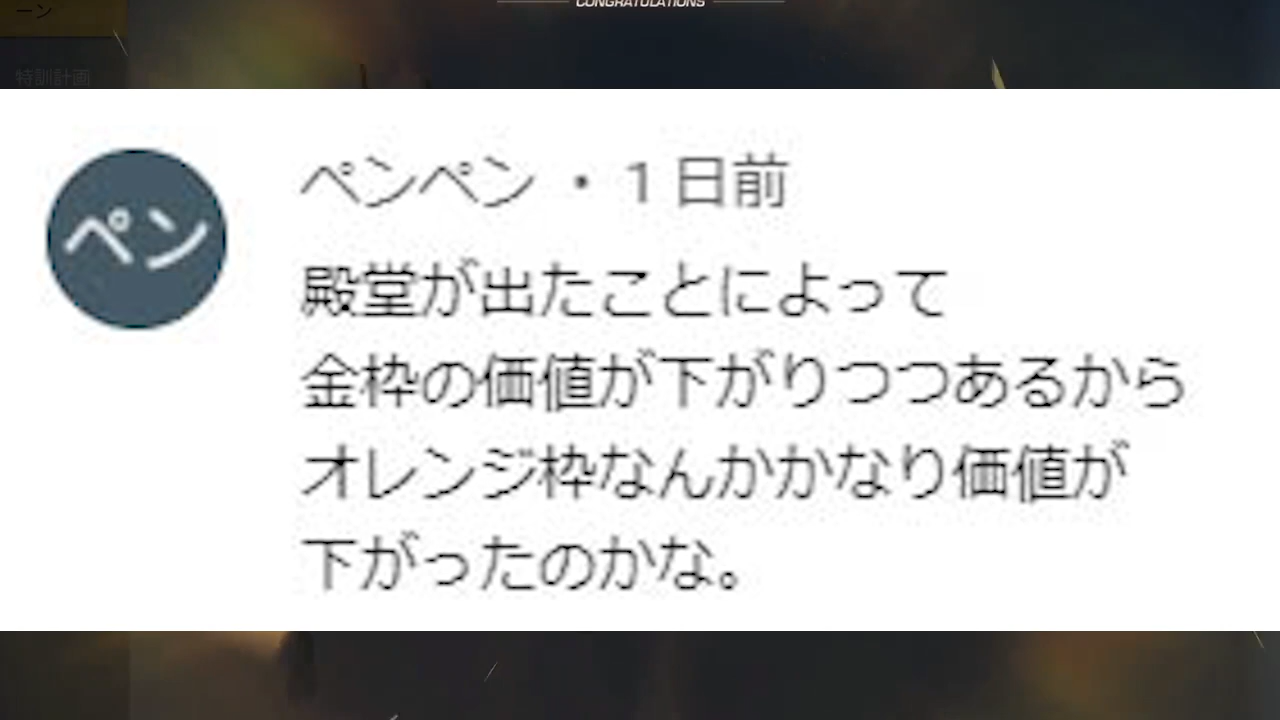 CONGRATULATIONS
ーン
特訓計画
ペン
ペンペン・1日前
殿堂が出たことによって
金枠の価値が下がりつつあるから
オレンジ枠なんかかなり価値が
下がったのかな。